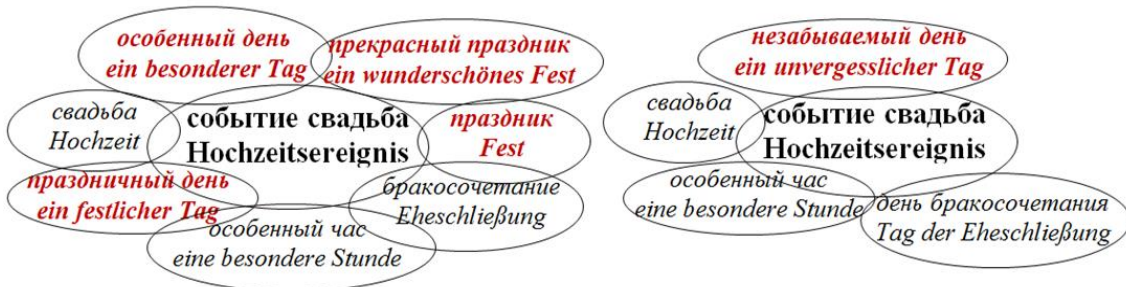 особенный день
ein besonderer Tag
прекрасный праздник
ein wunderschönes Fest
свадьба
Hochzeit
событие свадьба
Hochzeitsereignis
праздник
Fest
праздничный день
ein festlicher Tag
бракосочетание
Eheschließung
особенный час
eine besondere Stunde
незабываемый день
ein unvergesslicher Tag
свадьба
Hochzeit
событие свадьба
Hochzeitsereignis
особенный час
eine besondere Stunde
день бракосочетания
Tag der Eheschließung